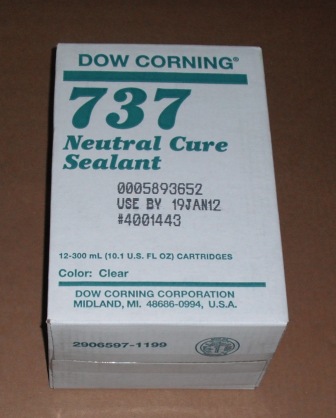 DOW CORNING®
737
Neutral Cure
Sealant
0005893652
USE BY 19JAN12
#4001443
12-300 mL (10.1 U.S. FL OZ) CARTRIDGES
Color: Clear
DOW CORNING CORPORATION
MIDLAND, MI. 48686-0994, U.S.A.
2906597-1199